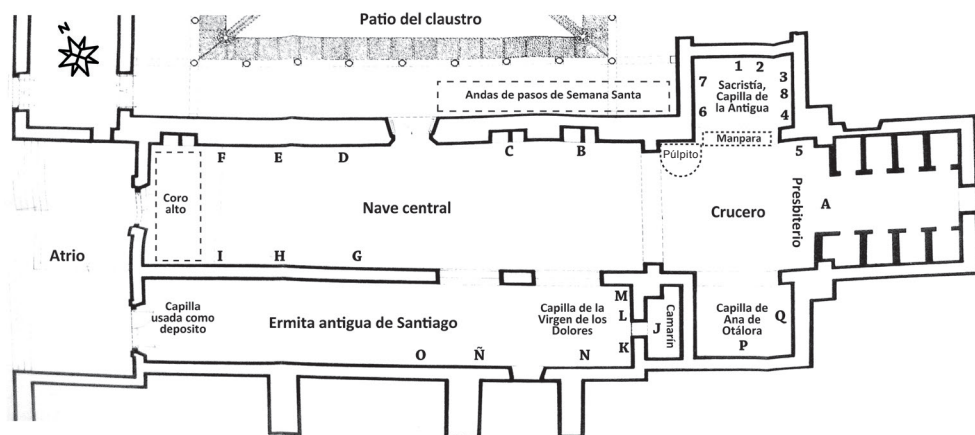 Patio del claustro
N
Andas de pasos de Semana Santa
1 2
7 3
Sacristía,
Capilla de
la Antigua
8
6 4
Manpara
F E D C B
Púlpito
5
Coro
alto
Nave central
Crucero
Presbiterio
A
Atrio
I H G
Capilla
usada como
deposito
Ermita antigua de Santiago
Capilla de la
Virgen de los
Dolores
M
L
K
J
Camarín
Capilla de
Ana de
Otálora
Q
P
O Ñ N